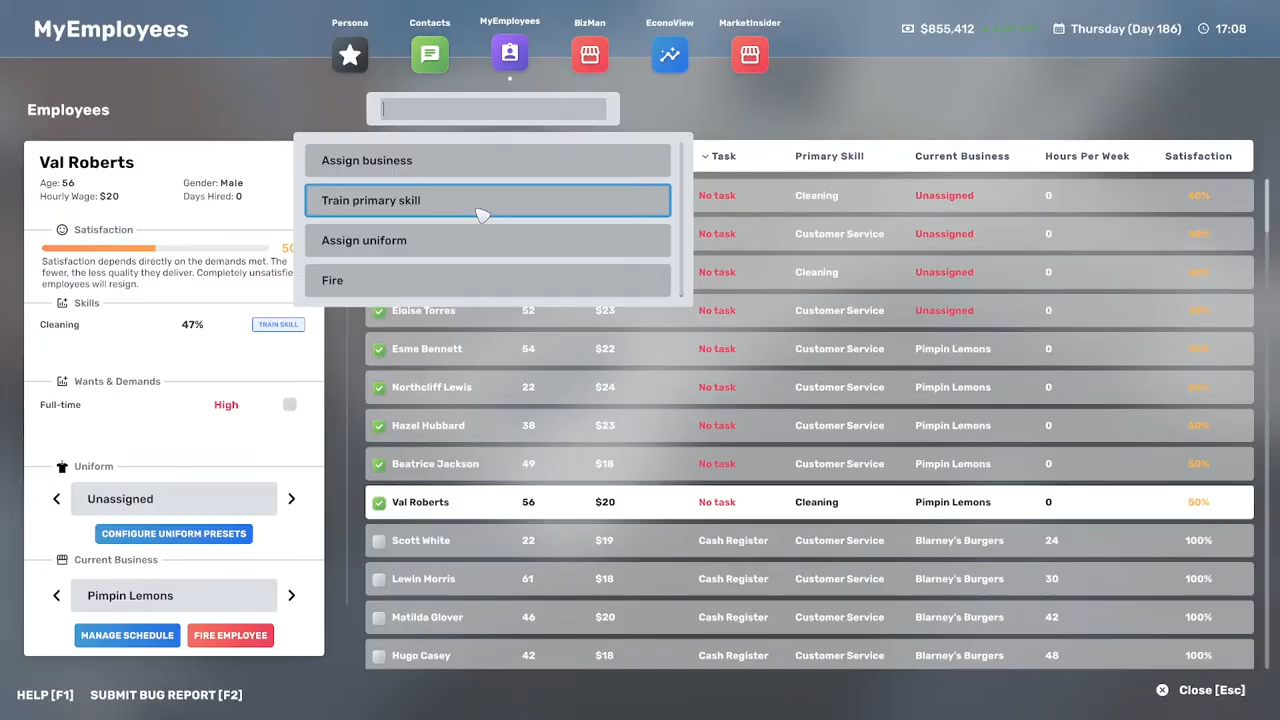 MyEmployees
Persona
Contacts
MyEmployees
BizMan
EconoView
MarketInsider
$855,412
Thursday (Day 186)
17:08
Employees
Val Roberts
Age: 56
Gender: Male
Hourly Wage: $20
Days Hired: 0
Satisfaction
Satisfaction depends directly on the demands met. The
fewer, the less quality they deliver. Completely unsatisfie
employees will resign.
Skills
Cleaning 47% TRAIN SKILL
Wants & Demands
Full-time High
Uniform
Unassigned
CONFIGURE UNIFORM PRESETS
Current Business
Pimpin Lemons
MANAGE SCHEDULE FIRE EMPLOYEE
Assign business
Train primary skill
Assign uniform
Fire
Task Primary Skill Current Business Hours Per Week Satisfaction
No task Cleaning Unassigned 0 40%
No task Customer Service Unassigned 0
No task Cleaning Unassigned 0
Eloise Torres 52 $23 No task Customer Service Unassigned 0
Esme Bennett 54 $22 No task Customer Service Pimpin Lemons 0
Northcliff Lewis 22 $24 No task Customer Service Pimpin Lemons 0
Hazel Hubbard 38 $23 No task Customer Service Pimpin Lemons 0 50%
Beatrice Jackson 49 $18 No task Customer Service Pimpin Lemons 0 50%
Val Roberts 56 $20 No task Cleaning Pimpin Lemons 0 50%
Scott White 22 $19 Cash Register Customer Service Blarney's Burgers 24 100%
Lewin Morris 61 $18 Cash Register Customer Service Blarney's Burgers 30 100%
Matilda Glover 46 $20 Cash Register Customer Service Blarney's Burgers 42 100%
Hugo Casey 42 $18 Cash Register Customer Service Blarney's Burgers 48 100%
HELP [F1]
SUBMIT BUG REPORT [F2]
Close [Esc]